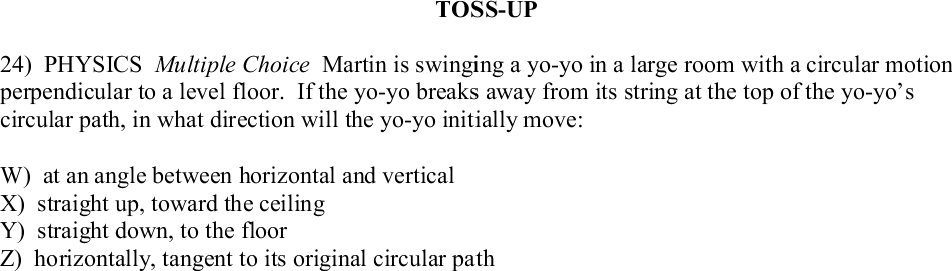 TOSS-UP
24) PHYSICS Multiple Choice Martin is swinging a yo-yo in a large room with a circular motion
perpendicular to a level floor. If the yo-yo breaks away from its string at the top of the yo-yo’s
circular path, in what direction will the yo-yo initially move:
W) at an angle between horizontal and vertical
X) straight up, toward the ceiling
Y) straight down, to the floor
Z) horizontally, tangent to its original circular path